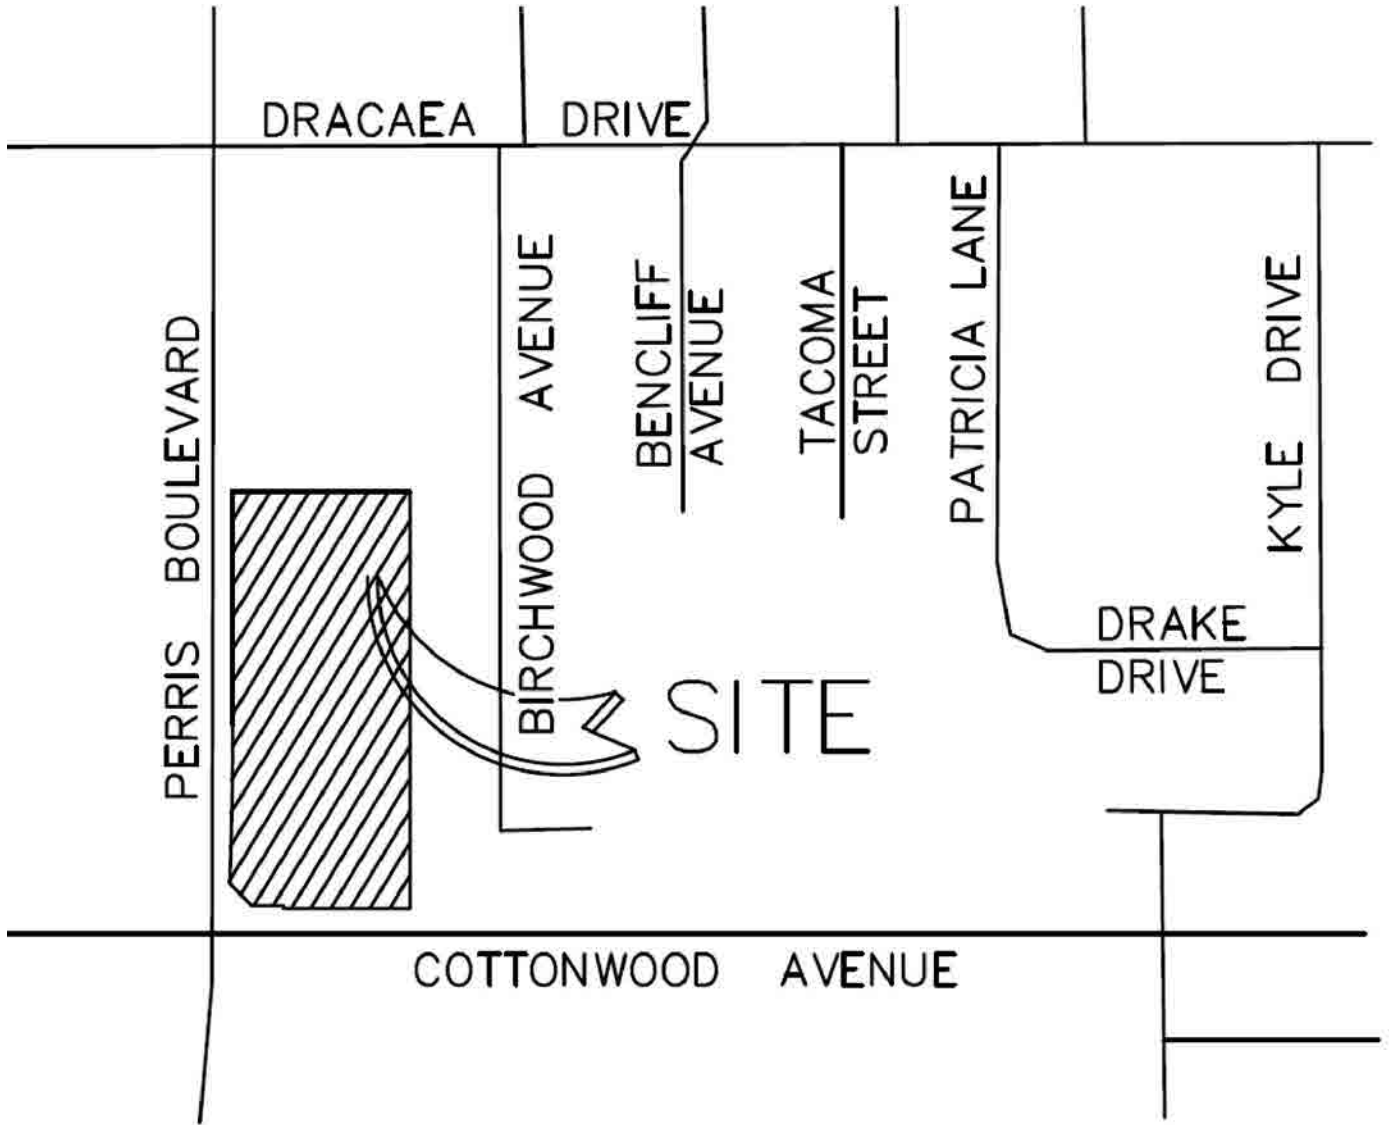 DRACAEA DRIVE
PERRIS BOULEVARD
BIRCHWOOD AVENUE
BENCLIFF
AVENUE
TACOMA
STREET
PATRICIA LANE
KYLE DRIVE
DRAKE
DRIVE
SITE
COTTONWOOD AVENUE